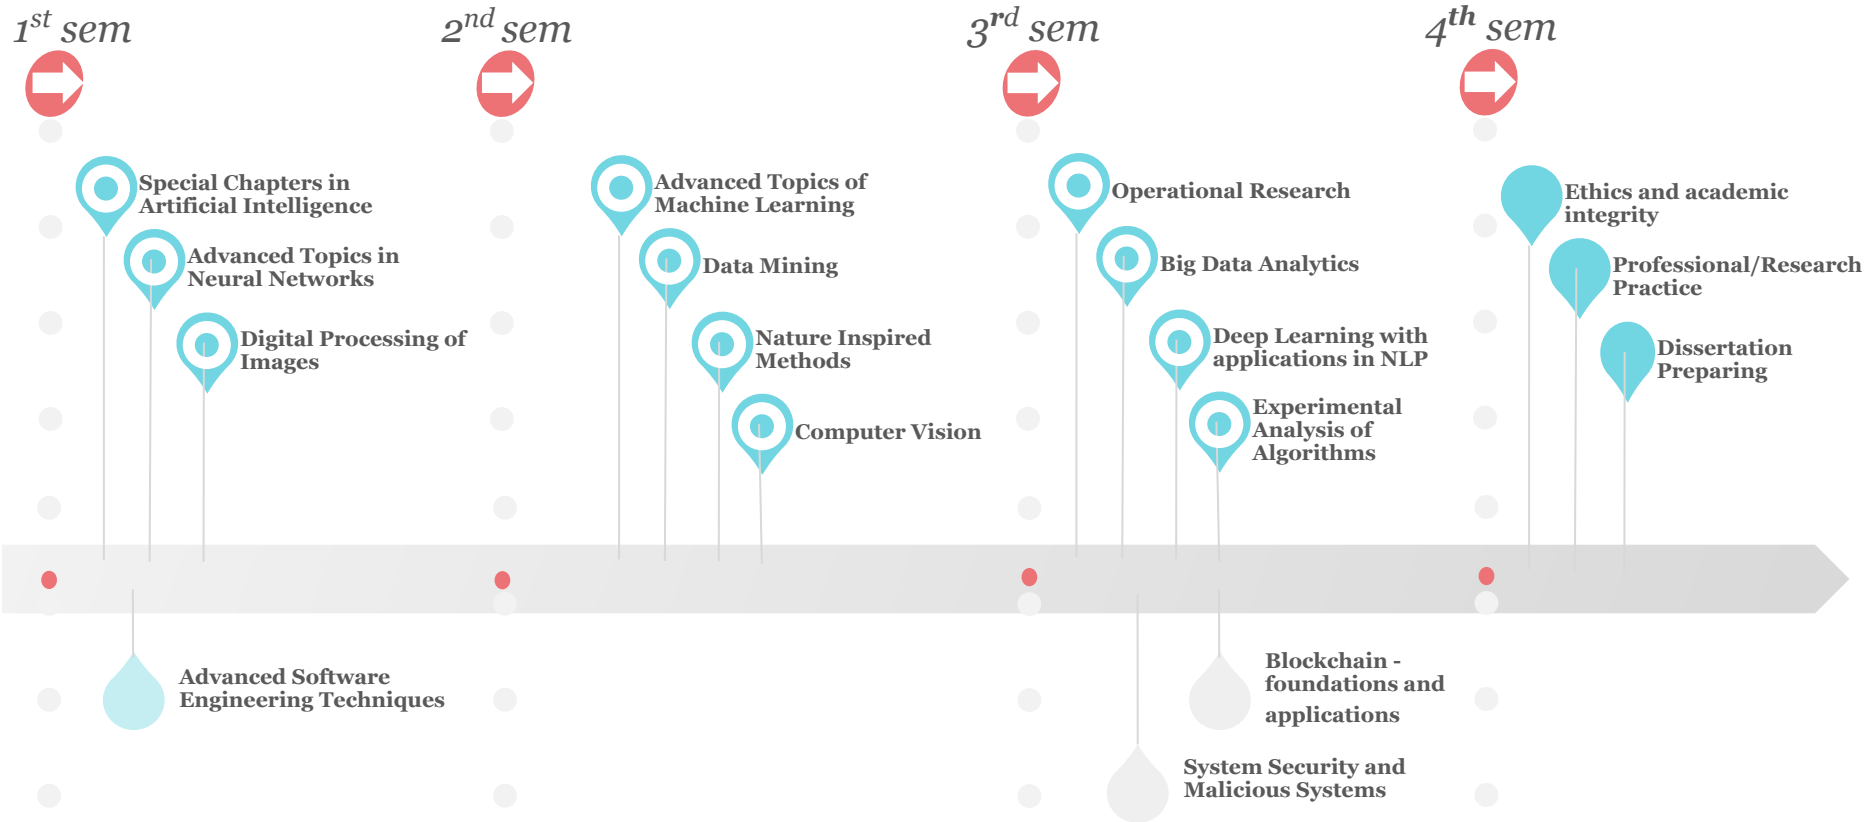 1st sem
2nd sem
3rd sem
4th sem
Special Chapters in
Artificial Intelligence
Advanced Topics in
Neural Networks
Digital Processing of
Images
Advanced Topics of
Machine Learning
Data Mining
Nature Inspired
Methods
Computer Vision
Operational Research
Big Data Analytics
Deep Learning with
applications in NLP
Experimental
Analysis of
Algorithms
Ethics and academic
integrity
Professional/Research
Practice
Dissertation
Preparing
Advanced Software
Engineering Techniques
Blockchain -
foundations and
applications
System Security and
Malicious Systems